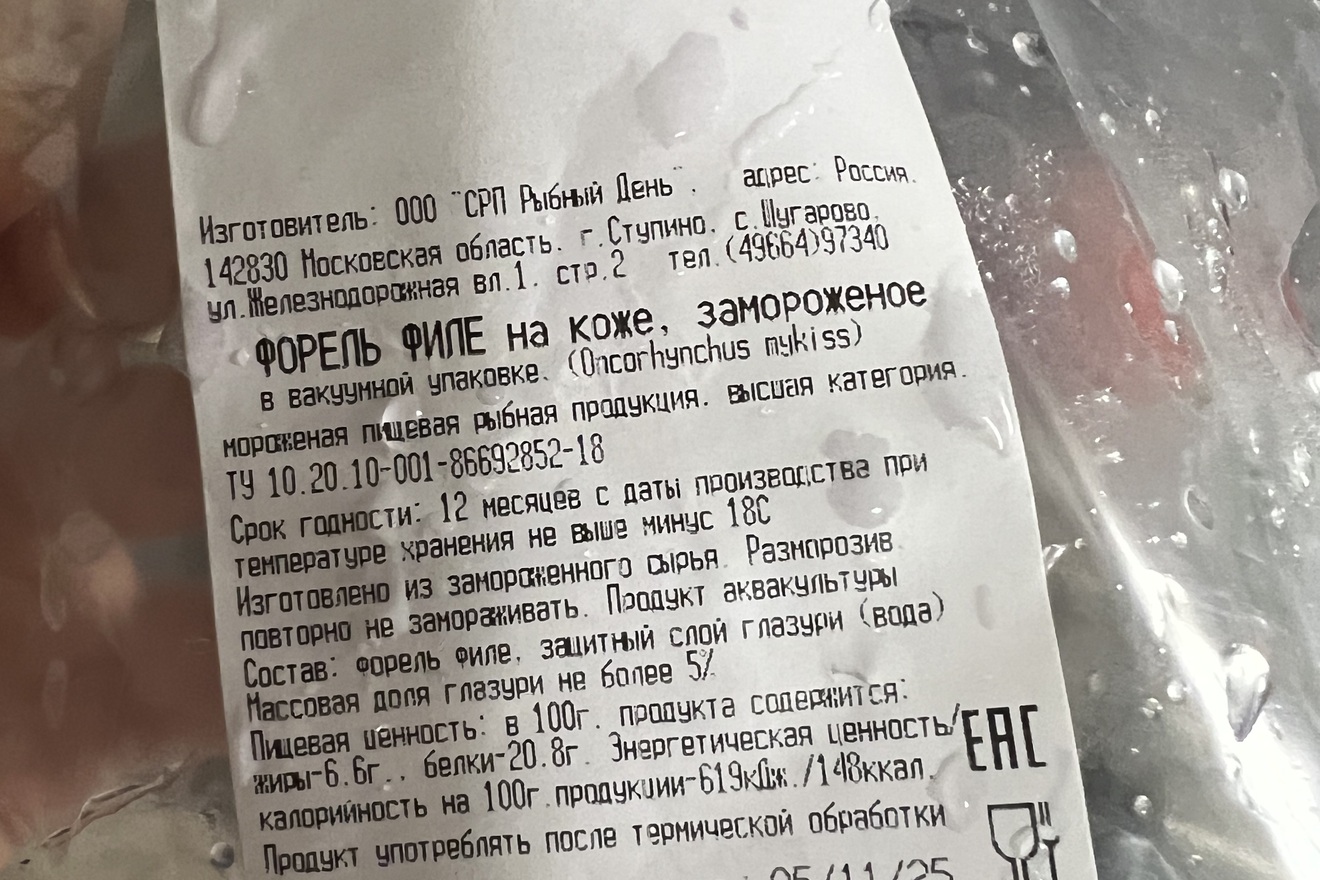 Изготовитель: ООО "СРП Рыбный День". адрес: Россия.
142830 Московская область. г.Ступино. с.Шугарово.
ул.Железнодорожная вл.1. стр.2 тел.(49664)97340
ФОРЕЛЬ ФИЛЕ на коже, замороженое
в вакуумной упаковке. (Oncorhynchus mykiss)
мороженая пищевая рыбная продукция. высшая категория.
ТУ 10.20.10-001-86692852-18
Срок годности: 12 месяцев с даты производства при
температуре хранения не выше минус 18С
Изготовлено из замороженного сырья. Разморозив
повторно не замораживать. Продукт аквакультуры
Состав: форель филе, защитный слой глазури (вода)
Массовая доля глазури не более 5%
Пищевая ценность: в 100г. продукта содержится:
жиры-6.6г., белки-20.8г. Энергетическая ценность/
калорийность на 100г.продукции-619кДж./148ккал.
EAC
Продукт употреблять после термической обработки
05/11/25